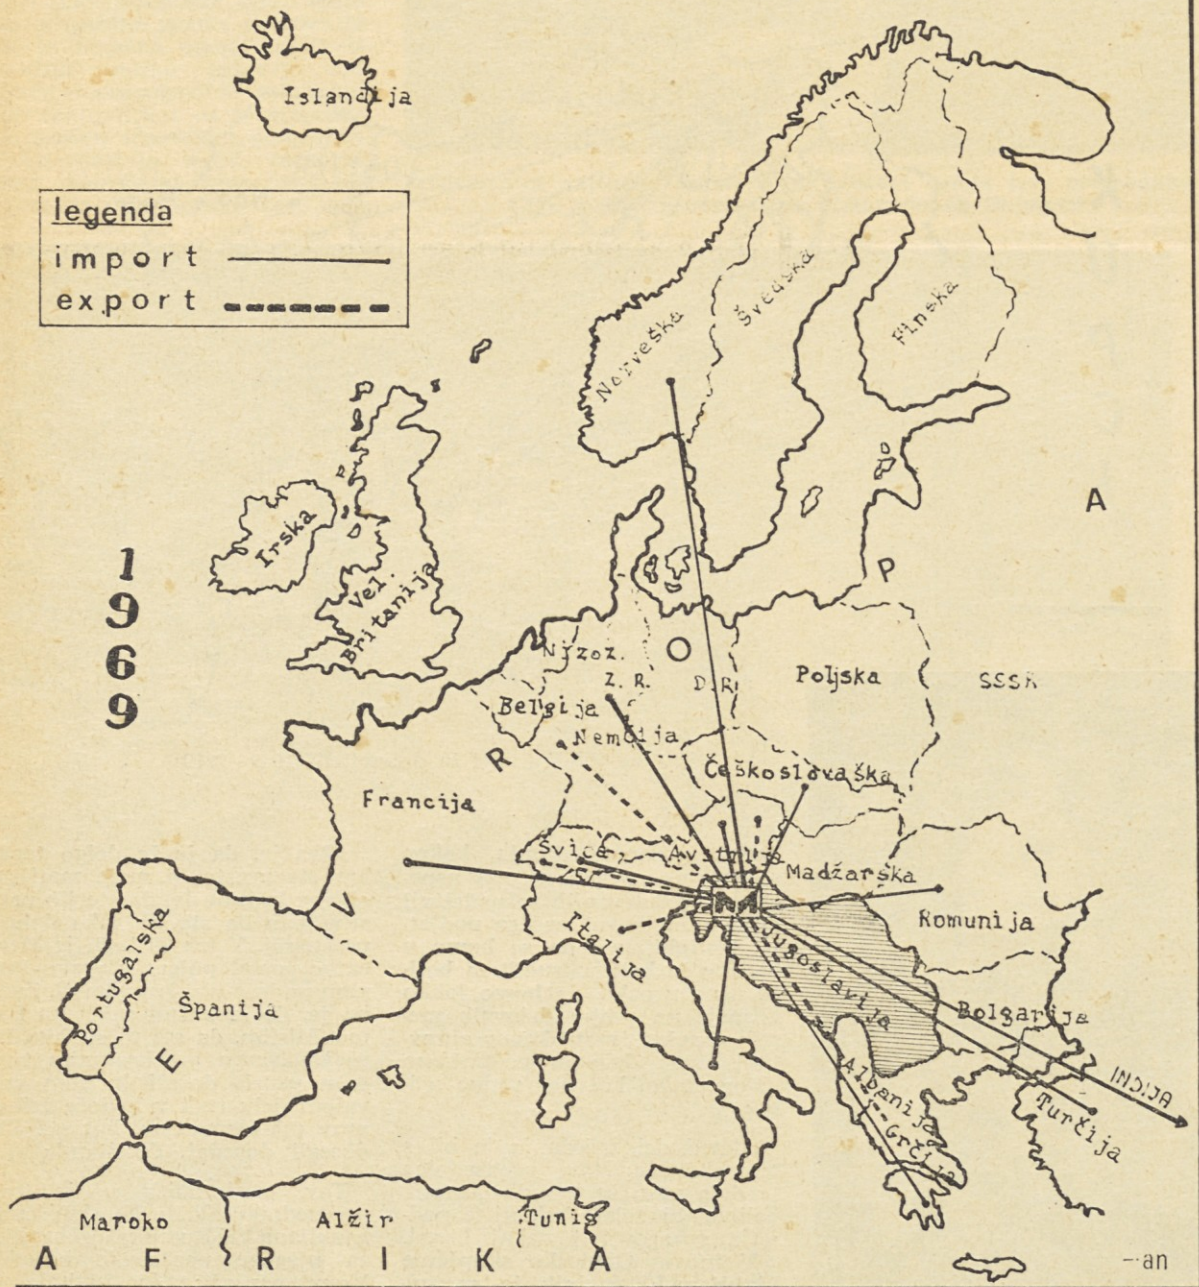 Islandija
legenda
import
export
Norveška
Švedska
Finska
A
Irska
Vel.
Britanija
P
1
9
6
9
Nizoz.
O
Z. R.
D.R.
Poljska
SSSR
Belgija
Nemčija
R
Češkoslovaška
Francija
Švica
Avstrija
Madžarska
V
Italija
Romunija
Jugoslavija
Portugalska
Španija
Bolgarija
E
Albanija
INDIJA
Turčija
Grčija
Maroko
Alžir
Tunis
A F R I K A
-an